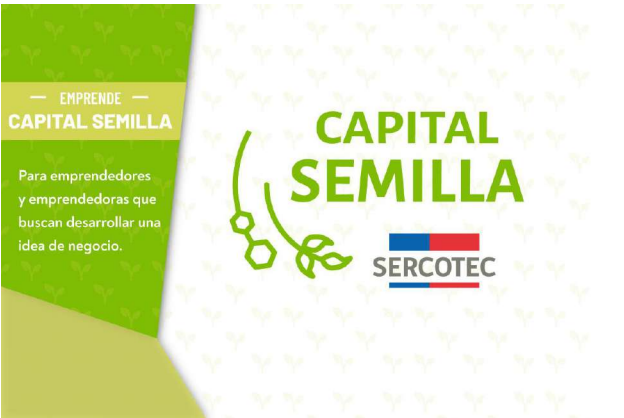 — EMPRENDE —
CAPITAL SEMILLA
Para emprendedores
y emprendedoras que
buscan desarrollar una
idea de negocio.
CAPITAL
SEMILLA
SERCOTEC